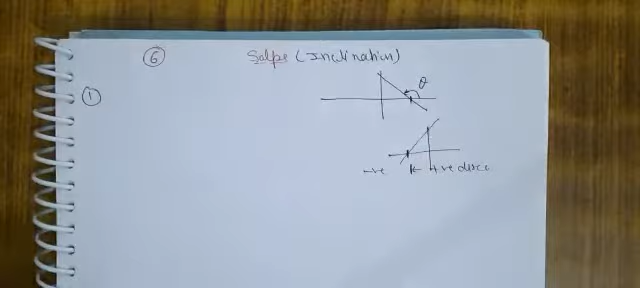 6 Salpe (Inclination)
1
θ
-ve +ve direc